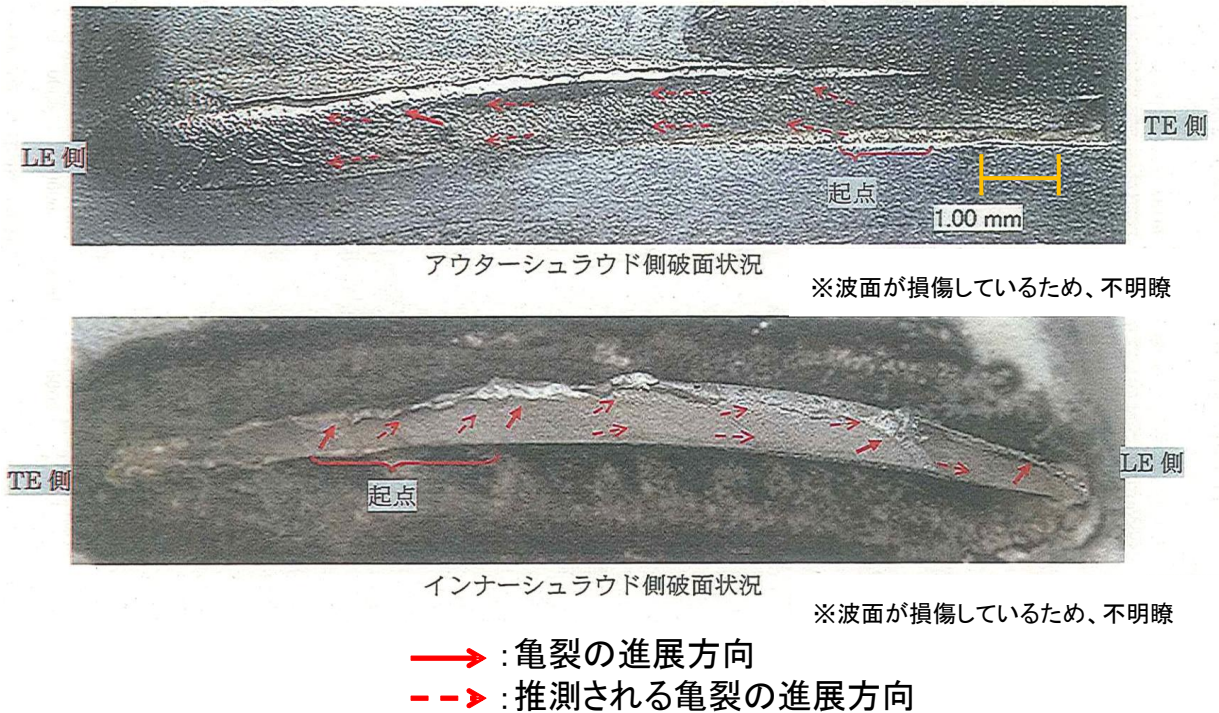 LE 側
TE 側
起点
1.00 mm
アウターシュラウド側破面状況
※波面が損傷しているため、不明瞭
TE 側
LE 側
起点
インナーシュラウド側破面状況
※波面が損傷しているため、不明瞭
:亀裂の進展方向
:推測される亀裂の進展方向